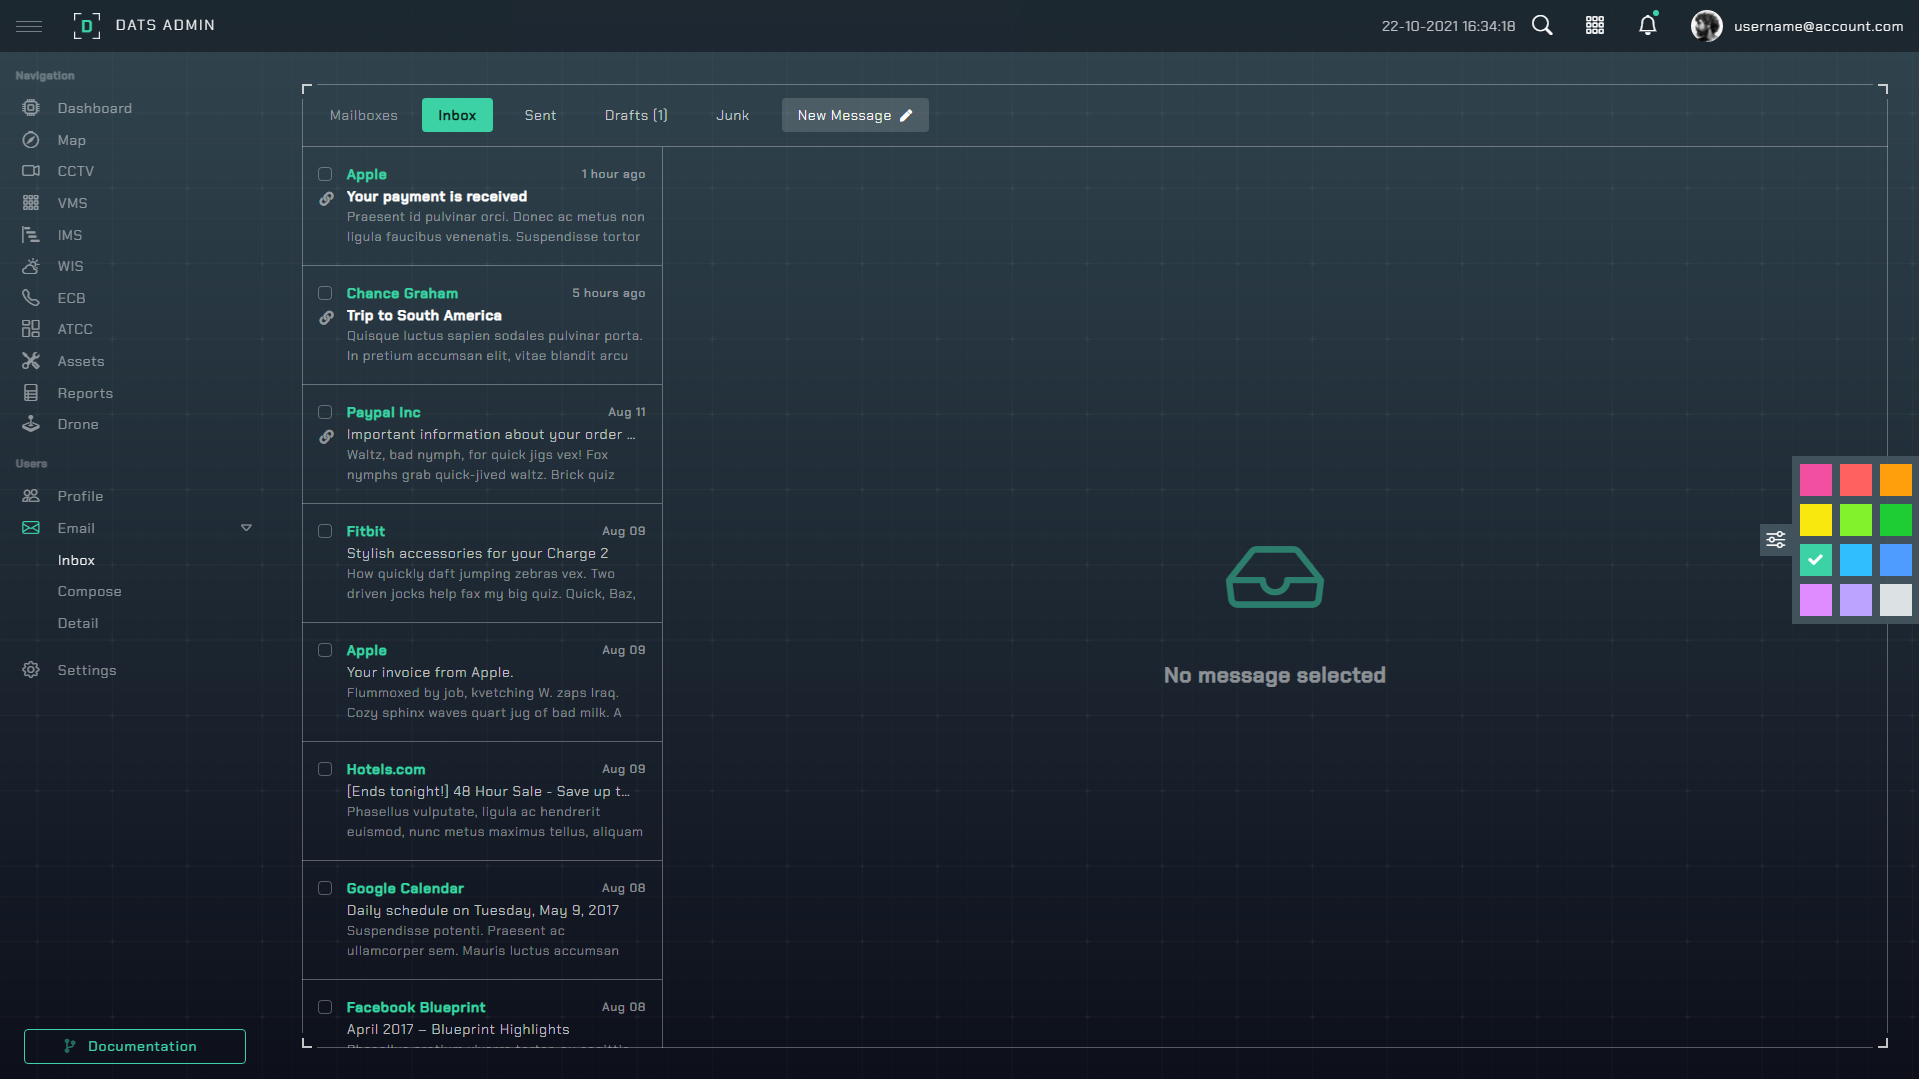 D DATS ADMIN
22-10-2021 16:34:18
username@account.com
Navigation
Dashboard
Map
CCTV
VMS
IMS
WIS
ECB
ATCC
Assets
Reports
Drone
Users
Profile
Email
Inbox
Compose
Detail
Settings
Documentation
Mailboxes Inbox Sent Drafts (1) Junk New Message
Apple 1 hour ago
Your payment is received
Praesent id pulvinar orci. Donec ac metus non
ligula faucibus venenatis. Suspendisse tortor
Chance Graham 5 hours ago
Trip to South America
Quisque luctus sapien sodales pulvinar porta.
In pretium accumsan elit, vitae blandit arcu
Paypal Inc Aug 11
Important information about your order ...
Waltz, bad nymph, for quick jigs vex! Fox
nymphs grab quick-jived waltz. Brick quiz
Fitbit Aug 09
Stylish accessories for your Charge 2
How quickly daft jumping zebras vex. Two
driven jocks help fax my big quiz. Quick, Baz,
Apple Aug 09
Your invoice from Apple.
Flummoxed by job, kvetching W. zaps Iraq.
Cozy sphinx waves quart jug of bad milk. A
Hotels.com Aug 09
[Ends tonight!] 48 Hour Sale - Save up t...
Phasellus vulputate, ligula ac hendrerit
euismod, nunc metus maximus tellus, aliquam
Google Calendar Aug 08
Daily schedule on Tuesday, May 9, 2017
Suspendisse potenti. Praesent ac
ullamcorper sem. Mauris luctus accumsan
Facebook Blueprint Aug 08
April 2017 – Blueprint Highlights
No message selected